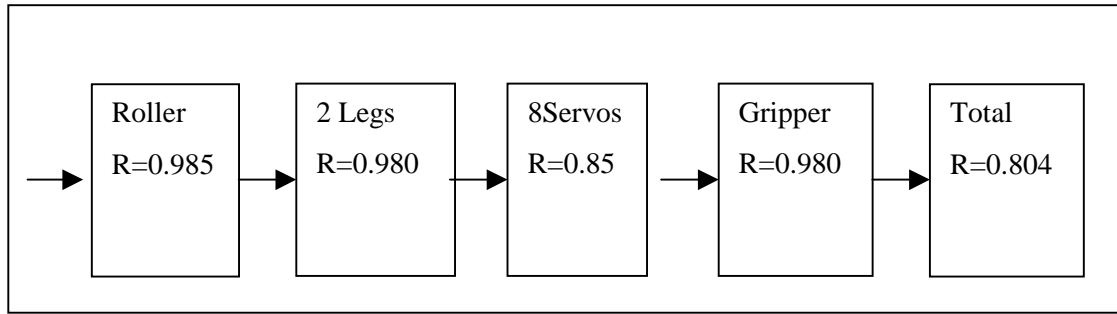 Roller
R=0.985
2 Legs
R=0.980
8Servos
R=0.85
Gripper
R=0.980
Total
R=0.804